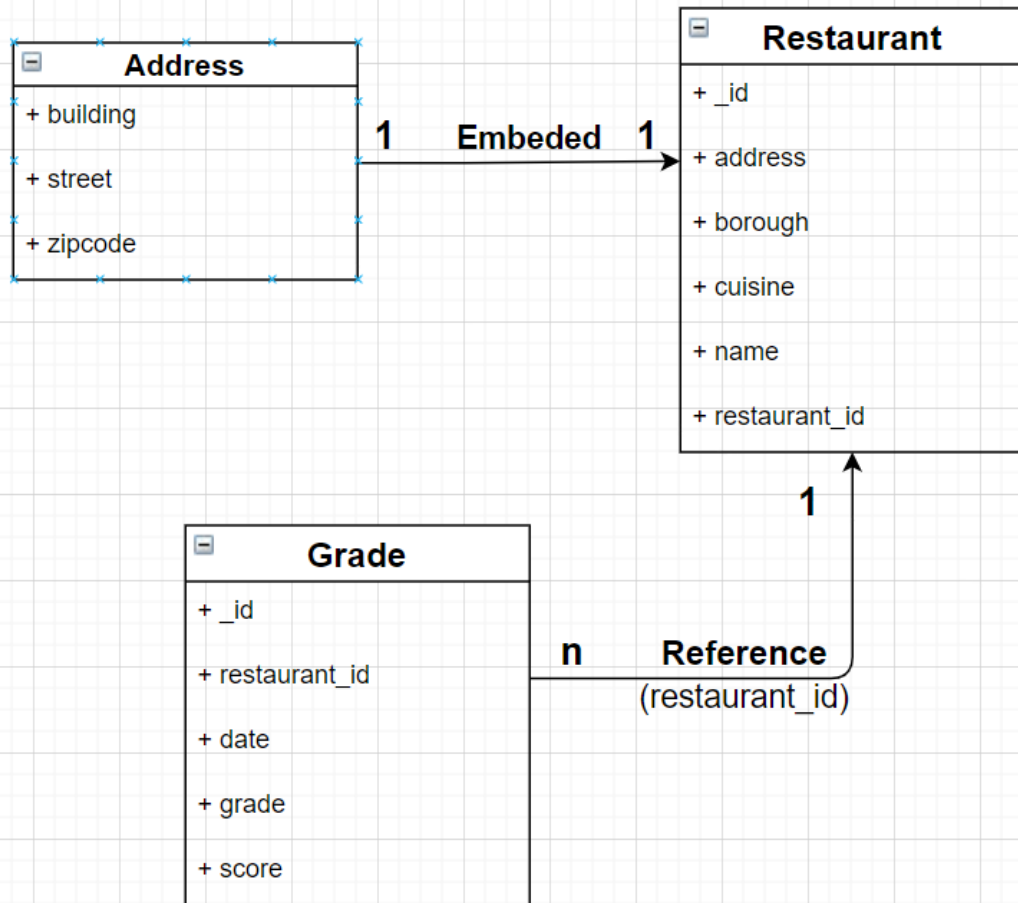 Address
+ building
+ street
+ zipcode
1 Embeded 1
Restaurant
+ _id
+ address
+ borough
+ cuisine
+ name
+ restaurant_id
1
Grade
+ _id
+ restaurant_id
+ date
+ grade
+ score
n Reference
(restaurant_id)